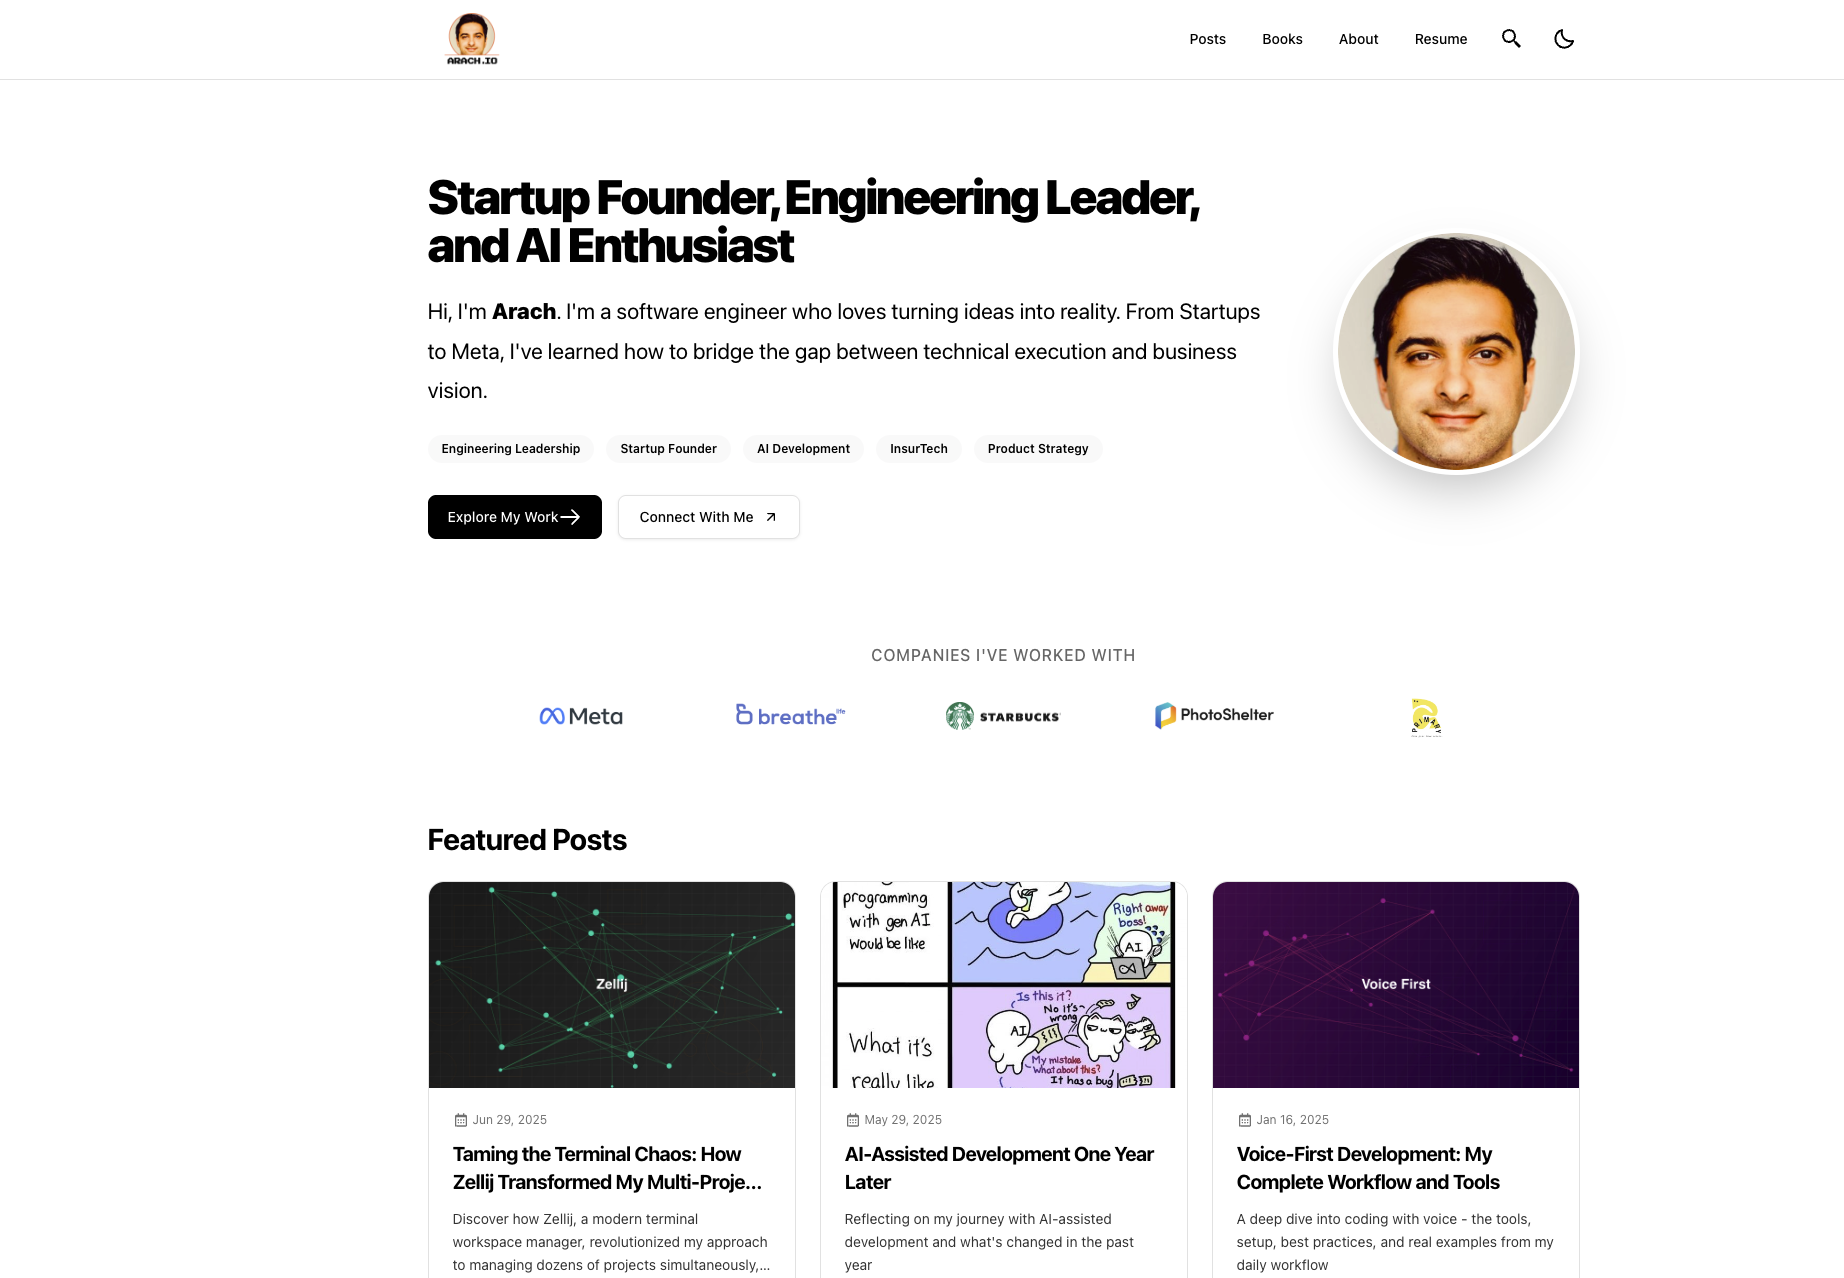 ARACH.IO
Posts
Books
About
Resume
Startup Founder, Engineering Leader,
and AI Enthusiast
Hi, I'm Arach. I'm a software engineer who loves turning ideas into reality. From Startups
to Meta, I've learned how to bridge the gap between technical execution and business
vision.
Engineering Leadership
Startup Founder
AI Development
InsurTech
Product Strategy
Explore My Work
Connect With Me
COMPANIES I'VE WORKED WITH
Meta
breathe life
STARBUCKS
PhotoShelter
PRIMARY
Featured Posts
Zellij
programming
with gen AI
would be like
Right away
boss!
AI
What it's
really like
Is this it?
No it's
wrong
AI
My mistake
What about this?
It has a bug
Voice First
Jun 29, 2025
Taming the Terminal Chaos: How
Zellij Transformed My Multi-Proje...
Discover how Zellij, a modern terminal
workspace manager, revolutionized my approach
to managing dozens of projects simultaneously,...
May 29, 2025
AI-Assisted Development One Year
Later
Reflecting on my journey with AI-assisted
development and what's changed in the past
year
Jan 16, 2025
Voice-First Development: My
Complete Workflow and Tools
A deep dive into coding with voice - the tools,
setup, best practices, and real examples from my
daily workflow